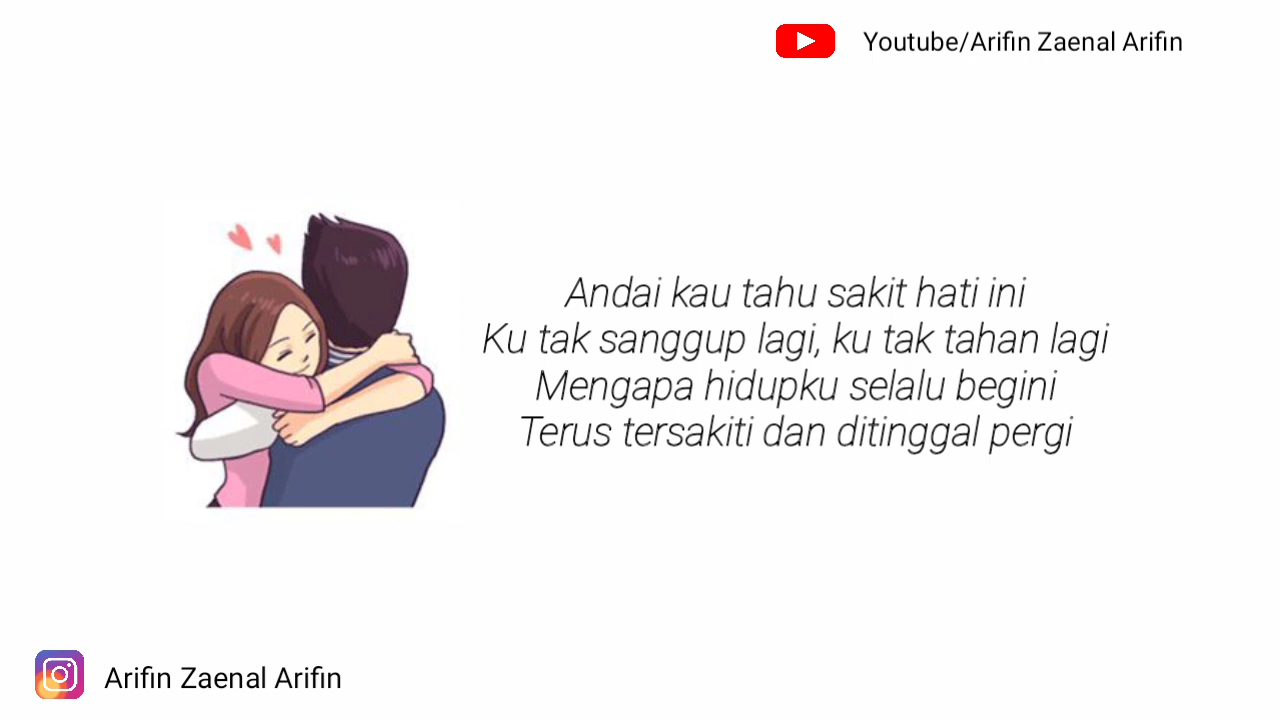 Youtube/Arifin Zaenal Arifin
Andai kau tahu sakit hati ini
Ku tak sanggup lagi, ku tak tahan lagi
Mengapa hidupku selalu begini
Terus tersakiti dan ditinggal pergi
Arifin Zaenal Arifin